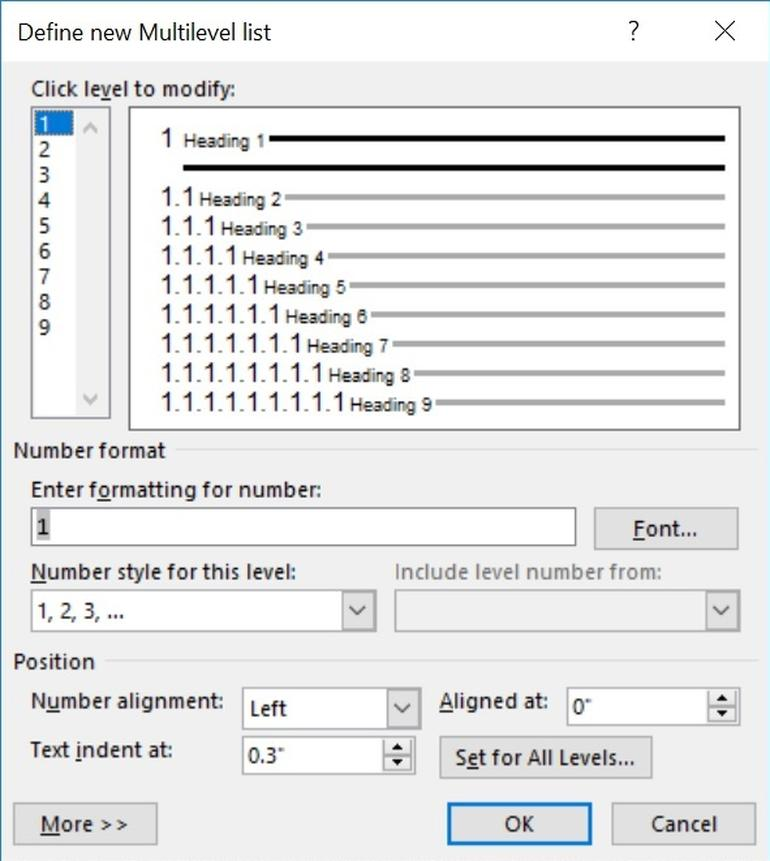 Define new Multilevel list ?
Click level to modify:
1
2
3
4
5
6
7
8
9
1 Heading 1
1.1 Heading 2
1.1.1 Heading 3
1.1.1.1 Heading 4
1.1.1.1.1 Heading 5
1.1.1.1.1.1 Heading 6
1.1.1.1.1.1.1 Heading 7
1.1.1.1.1.1.1.1 Heading 8
1.1.1.1.1.1.1.1.1 Heading 9
Number format
Enter formatting for number:
1 Font...
Number style for this level: Include level number from:
1, 2, 3, ...
Position
Number alignment: Left Aligned at: 0"
Text indent at: 0.3" Set for All Levels...
More >> OK Cancel